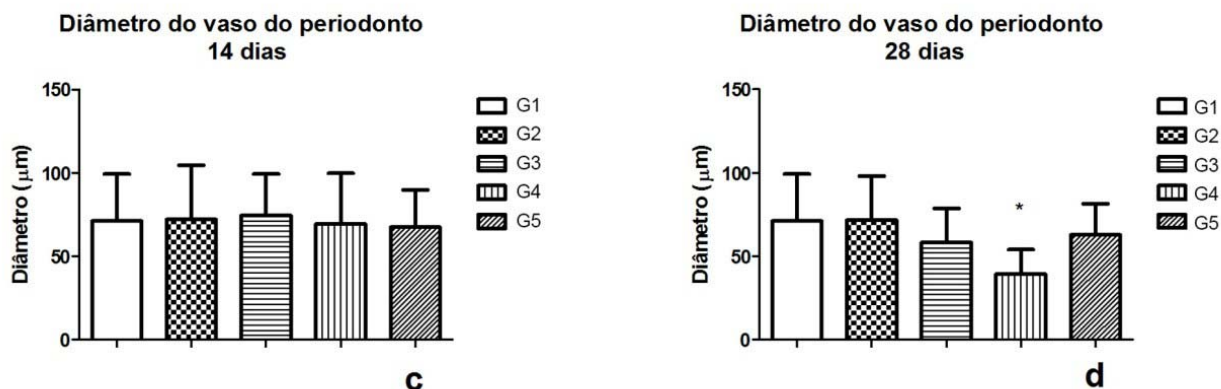 Diâmetro do vaso do periodonto
14 dias
150
100
50
0
Diâmetro (μm)
G1
G2
G3
G4
G5
c
Diâmetro do vaso do periodonto
28 dias
150
100
50
0
Diâmetro (μm)
*
G1
G2
G3
G4
G5
d